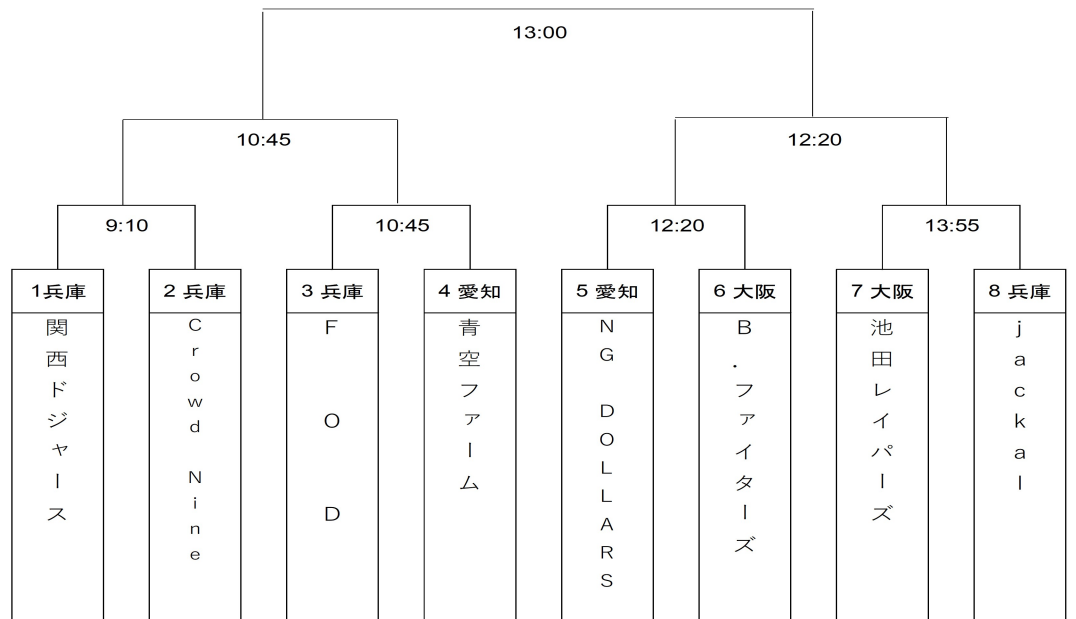 13:00
10:45
12:20
9:10
10:45
12:20
13:55
1兵庫
2 兵庫
3 兵庫
4 愛知
5 愛知
6 大阪
7 大阪
8 兵庫
関西ドジャース
Crowd Nine
FOD
青空ファーム
NG DOLLARS
B.ファイターズ
池田レイパーズ
jackal